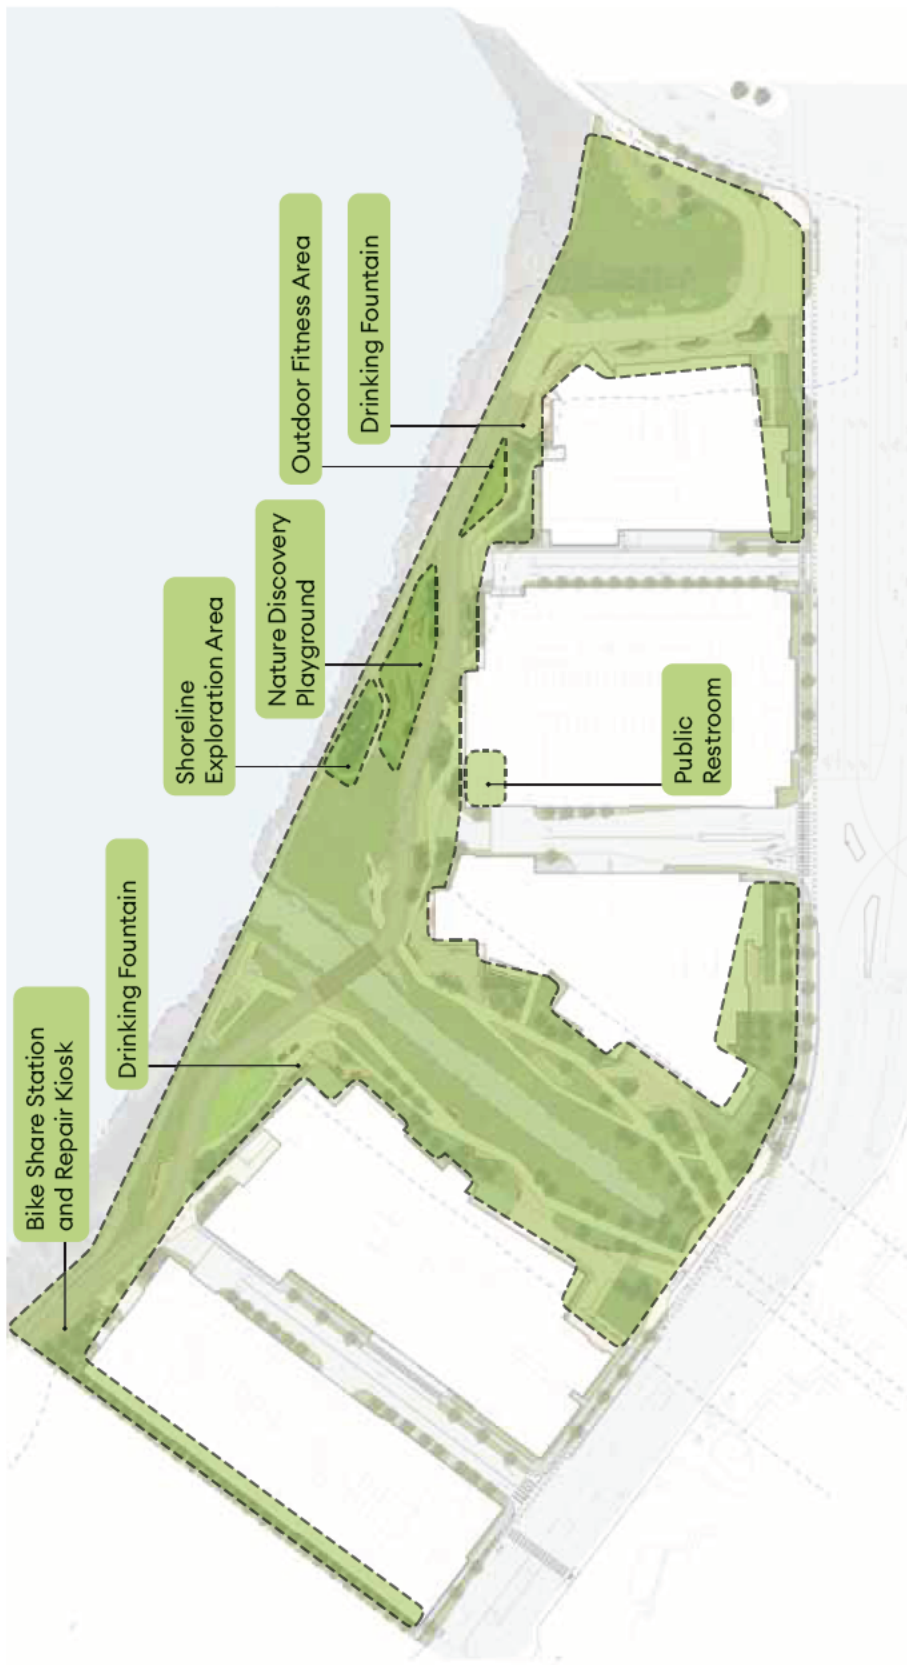 Bike Share Station
and Repair Kiosk
Drinking Fountain
Shoreline
Exploration Area
Nature Discovery
Playground
Outdoor Fitness Area
Drinking Fountain
Public
Restroom